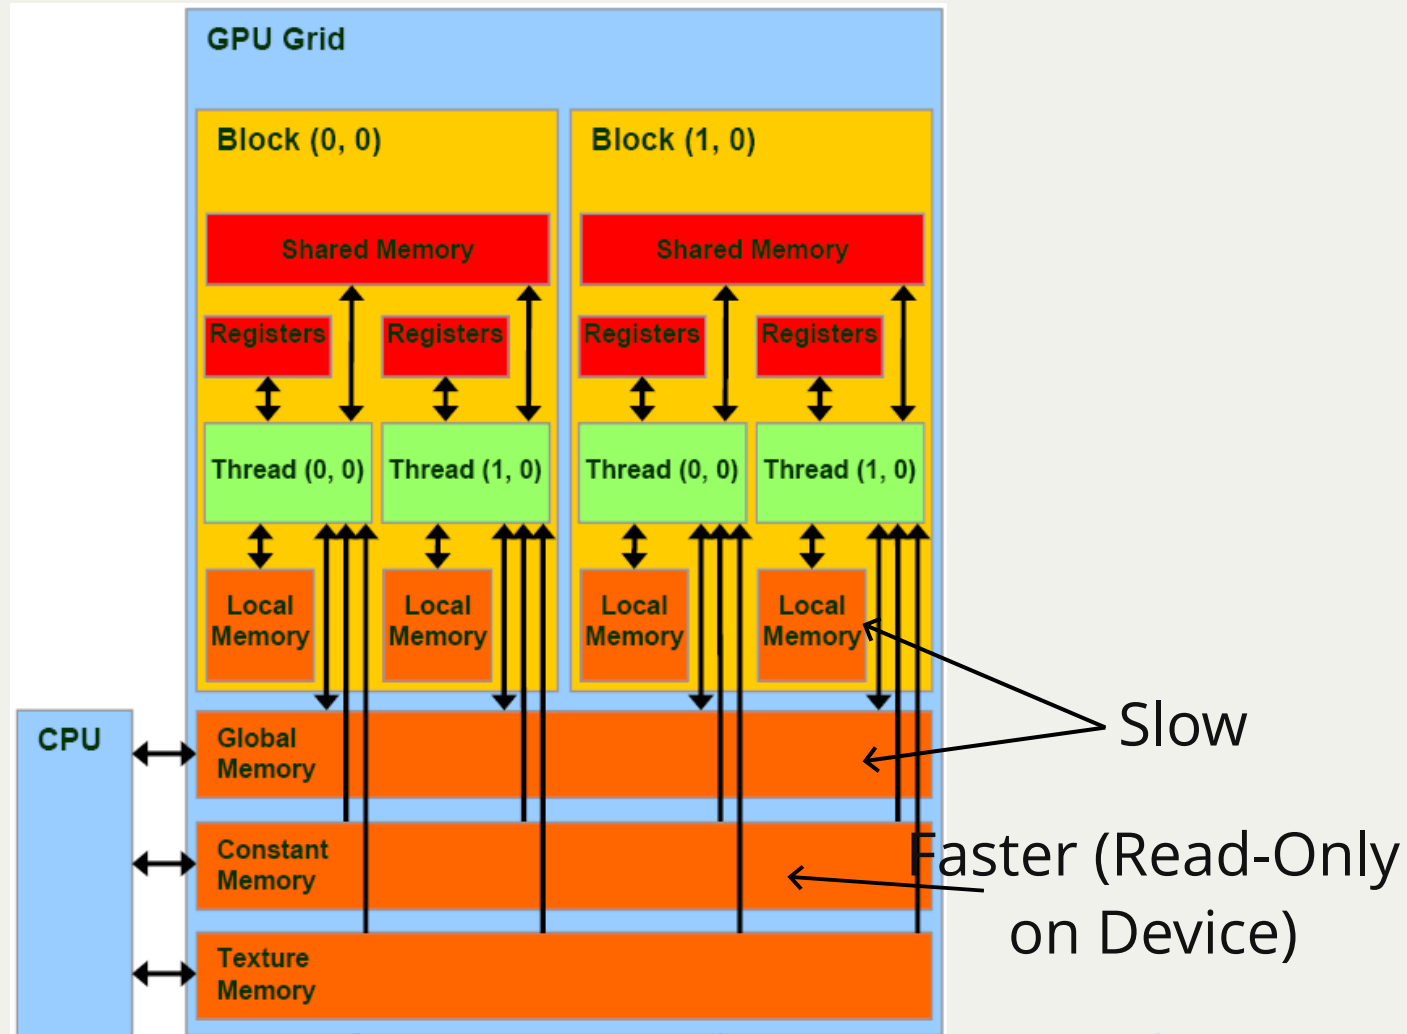 GPU Grid
Block (0, 0)
Block (1, 0)
Shared Memory
Shared Memory
Registers
Registers
Registers
Registers
Thread (0, 0)
Thread (1, 0)
Thread (0, 0)
Thread (1, 0)
Local
Memory
Local
Memory
Local
Memory
Local
Memory
Slow
CPU
Global
Memory
Constant
Memory
Faster (Read-Only
on Device)
Texture
Memory